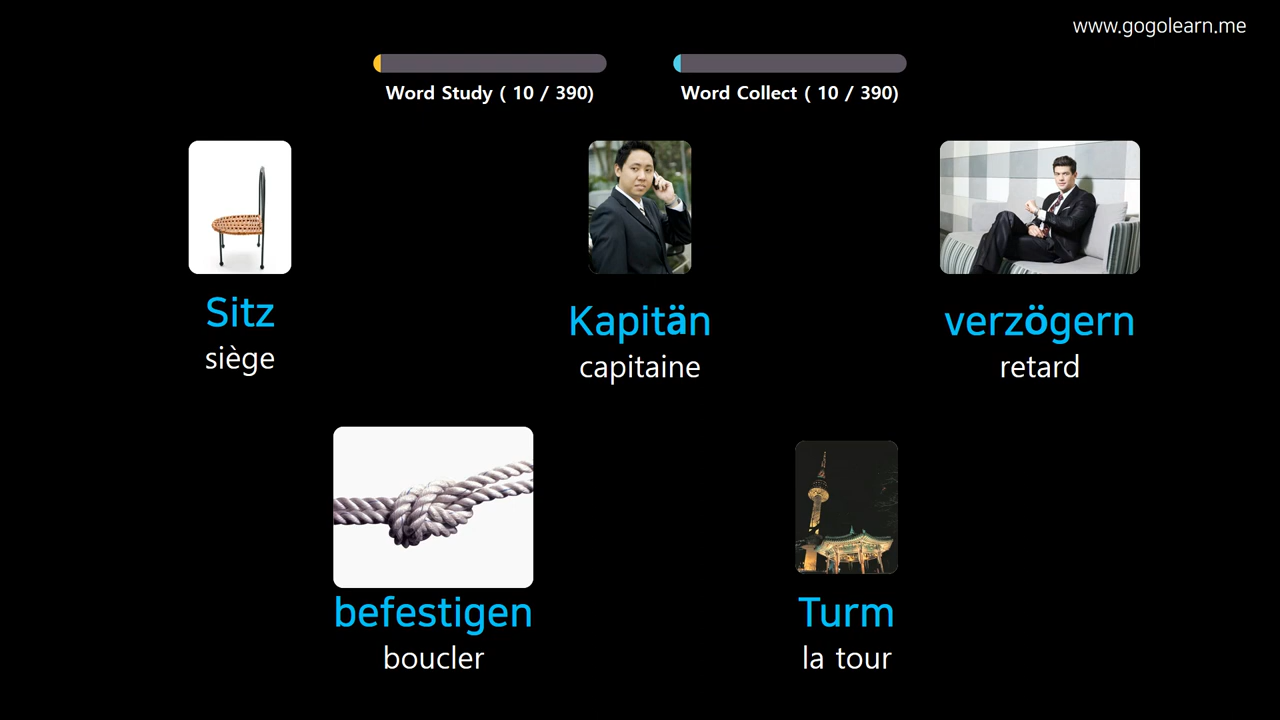 www.gogolearn.me
Word Study ( 10 / 390)
Word Collect ( 10 / 390)
Sitz
siège
Kapitän
capitaine
verzögern
retard
befestigen
boucler
Turm
la tour